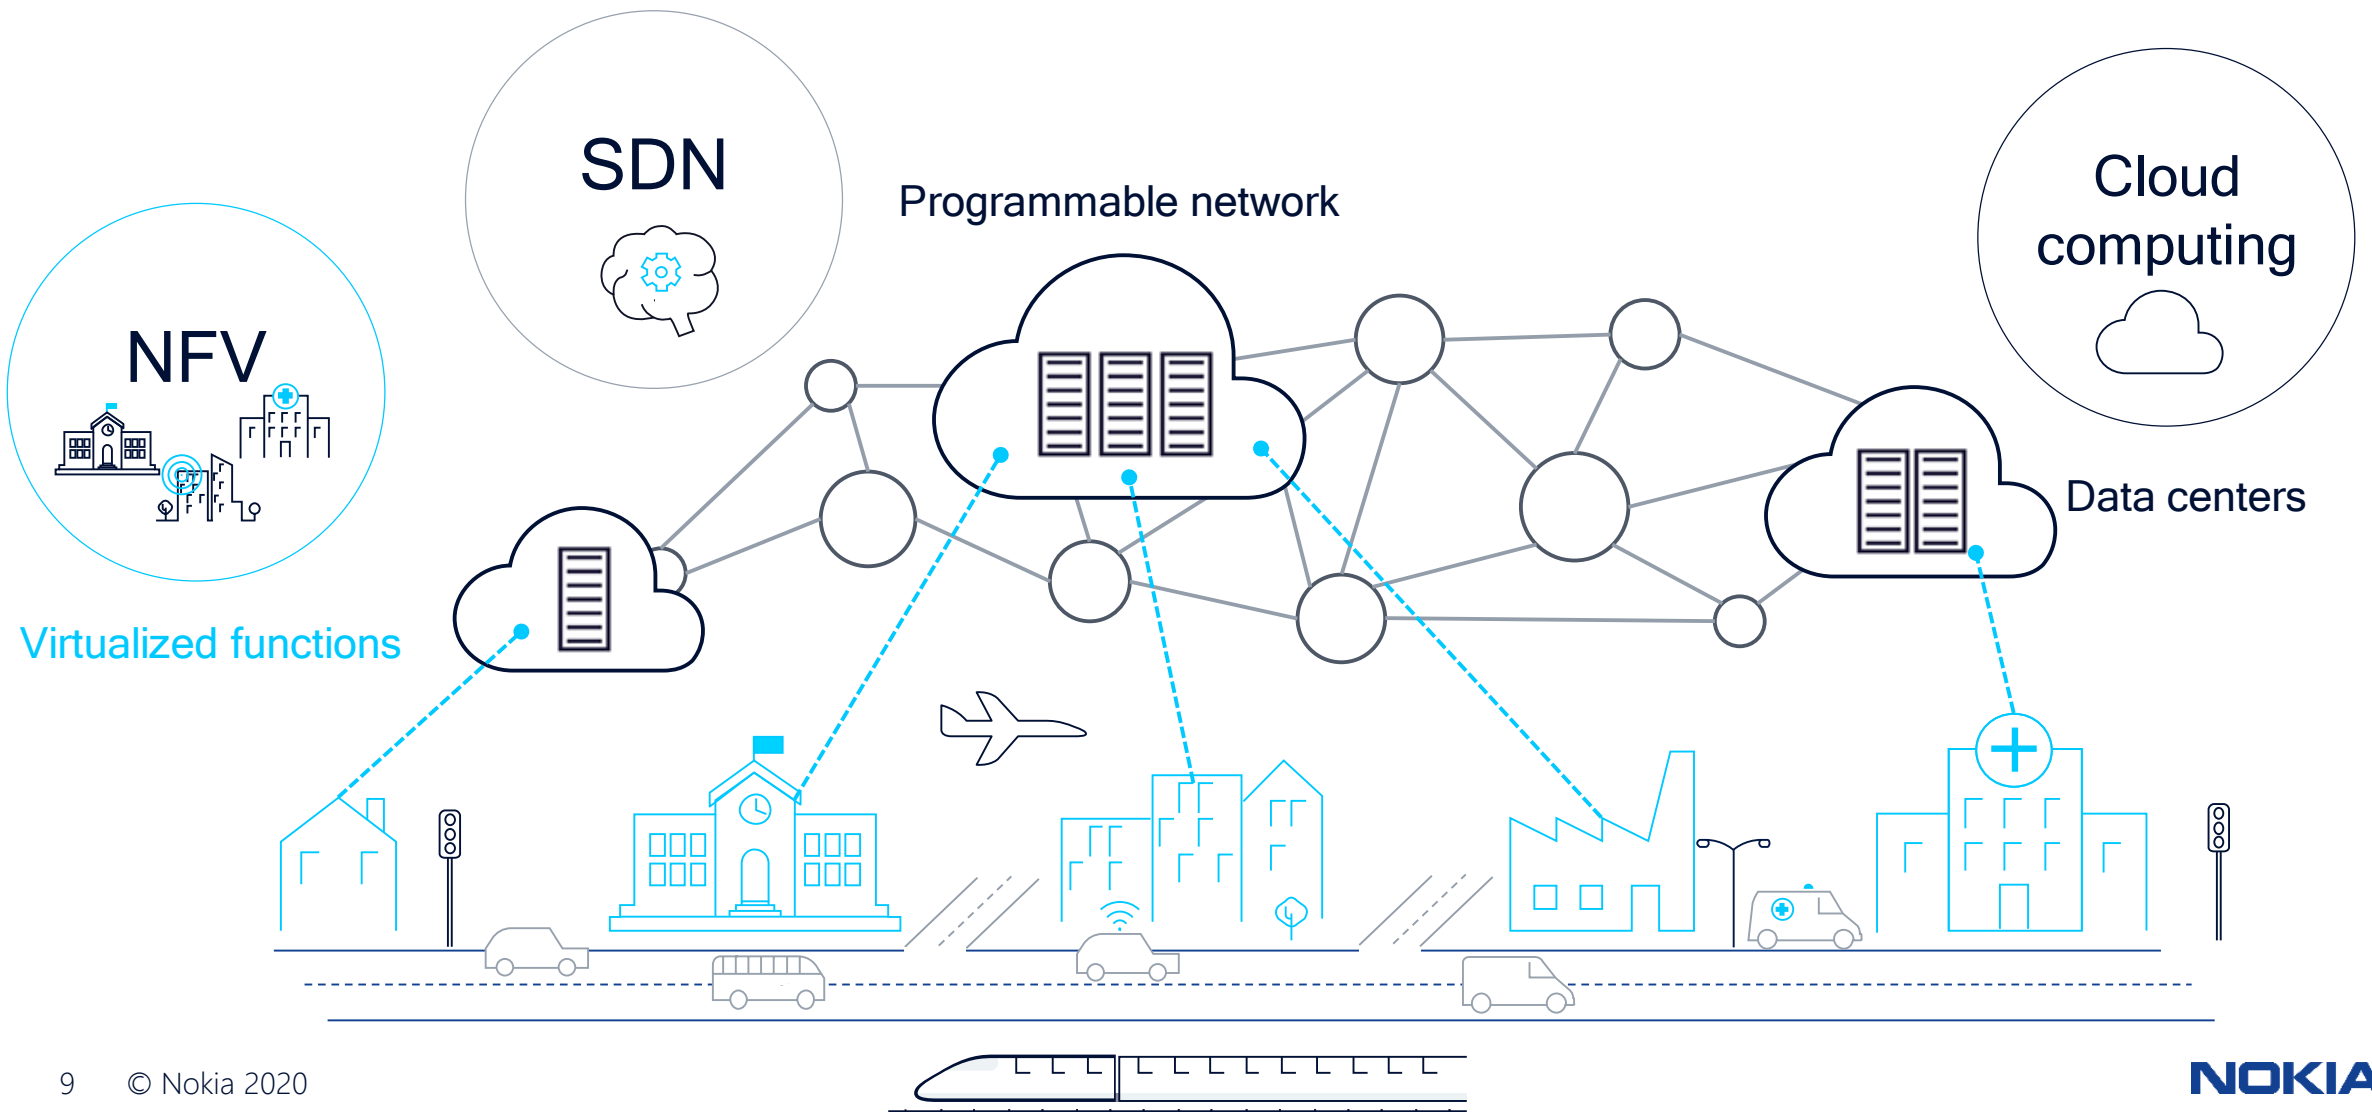 SDN
Programmable network
Cloud
computing
NFV
Data centers
Virtualized functions
9 © Nokia 2020
NOKIA